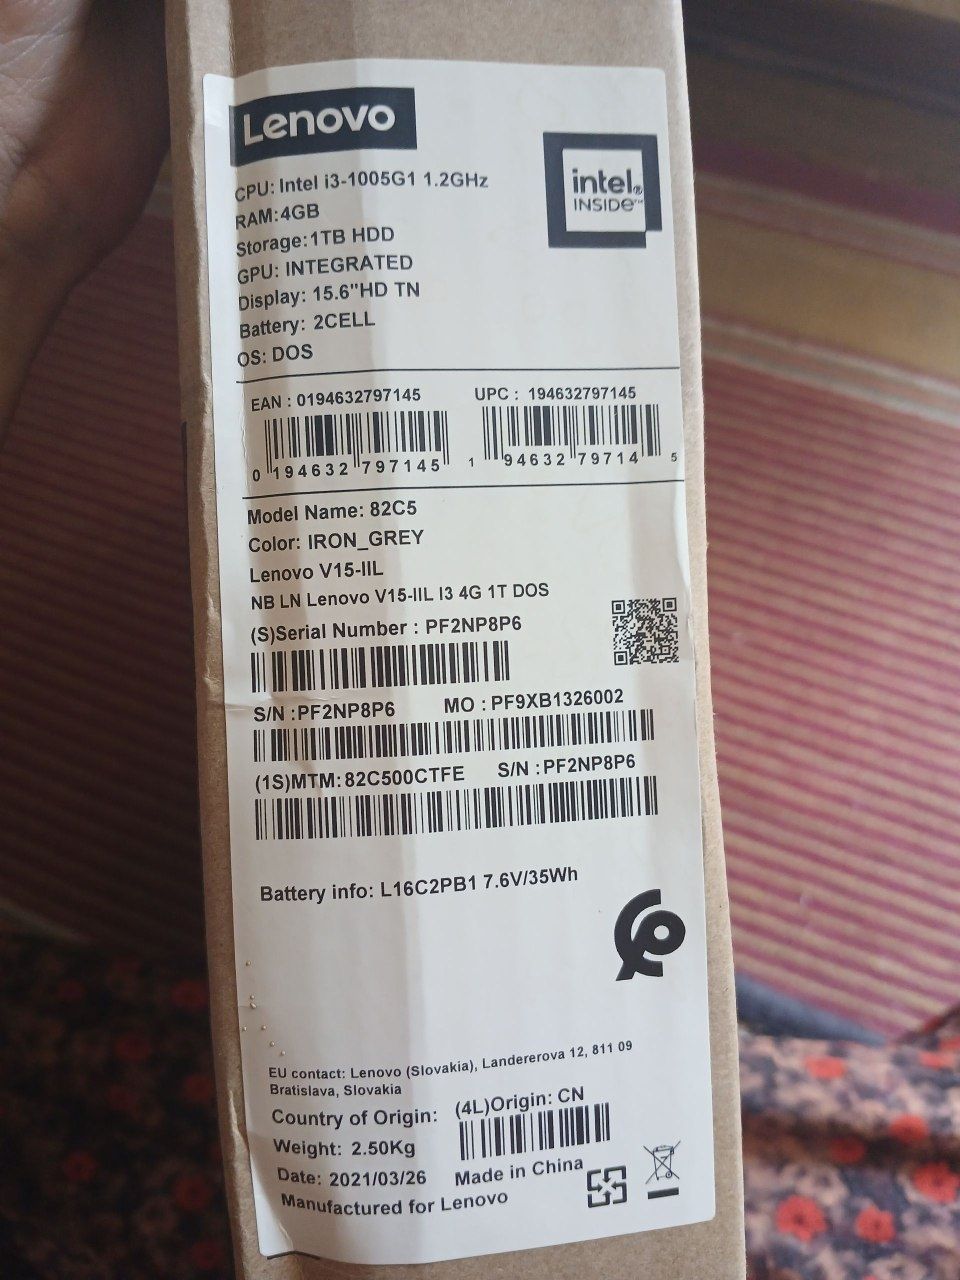 Lenovo
intel®
INSIDE™
CPU: Intel i3-1005G1 1.2GHz
RAM:4GB
Storage:1TB HDD
GPU: INTEGRATED
Display: 15.6"HD TN
Battery: 2CELL
OS: DOS
EAN : 0194632797145 UPC : 194632797145
0 194632 797145 1 94632 79714 5
Model Name: 82C5
Color: IRON_GREY
Lenovo V15-IIL
NB LN Lenovo V15-IIL I3 4G 1T DOS
(S)Serial Number : PF2NP8P6
S/N :PF2NP8P6 MO : PF9XB1326002
(1S)MTM:82C500CTFE S/N :PF2NP8P6
Battery info: L16C2PB1 7.6V/35Wh
EU contact: Lenovo (Slovakia), Landererova 12, 811 09
Bratislava, Slovakia
Country of Origin: (4L)Origin: CN
Weight: 2.50Kg
Date: 2021/03/26 Made in China
Manufactured for Lenovo